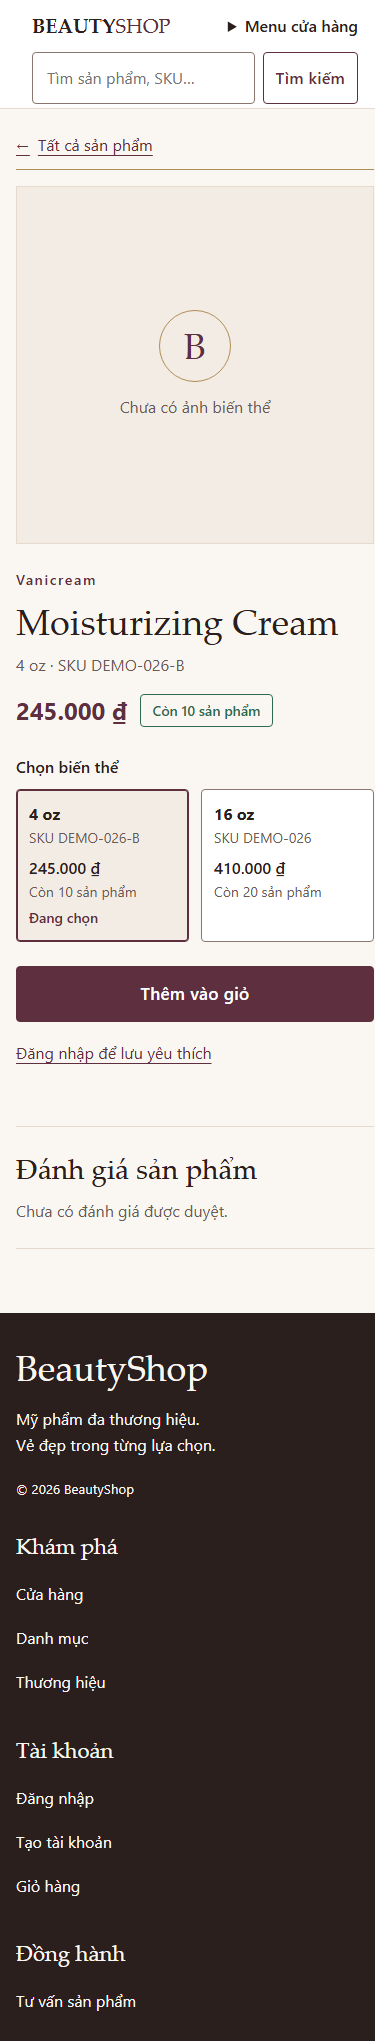 BEAUTYSHOP
▶ Menu cửa hàng
Tìm sản phẩm, SKU...
Tìm kiếm
← Tất cả sản phẩm
B
Chưa có ảnh biến thể
Vanicream
Moisturizing Cream
4 oz · SKU DEMO-026-B
245.000 ₫
Còn 10 sản phẩm
Chọn biến thể
4 oz
SKU DEMO-026-B
245.000 ₫
Còn 10 sản phẩm
Đang chọn
16 oz
SKU DEMO-026
410.000 ₫
Còn 20 sản phẩm
Thêm vào giỏ
Đăng nhập để lưu yêu thích
Đánh giá sản phẩm
Chưa có đánh giá được duyệt.
BeautyShop
Mỹ phẩm đa thương hiệu.
Vẻ đẹp trong từng lựa chọn.
© 2026 BeautyShop
Khám phá
Cửa hàng
Danh mục
Thương hiệu
Tài khoản
Đăng nhập
Tạo tài khoản
Giỏ hàng
Đồng hành
Tư vấn sản phẩm